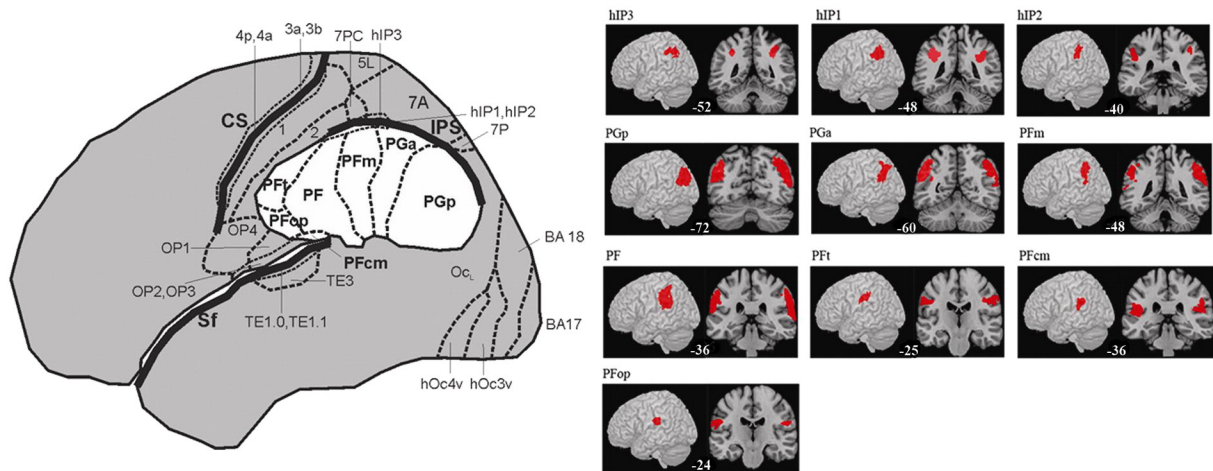 3a,3b
4p,4a
7PC
hIP3
5L
7A
hIP1,hIP2
CS
1
2
IPS
7P
PGa
PFm
PFt
PF
PGp
PFop
OP4
OP1
BA 18
PFcm
OcL
OP2,OP3
TE3
Sf
TE1.0,TE1.1
BA17
hOc4v
hOc3v
hIP3
hIP1
hIP2
-52
-48
-40
PGp
PGa
PFm
-72
-60
-48
PF
PFt
PFcm
-36
-25
-36
PFop
-24